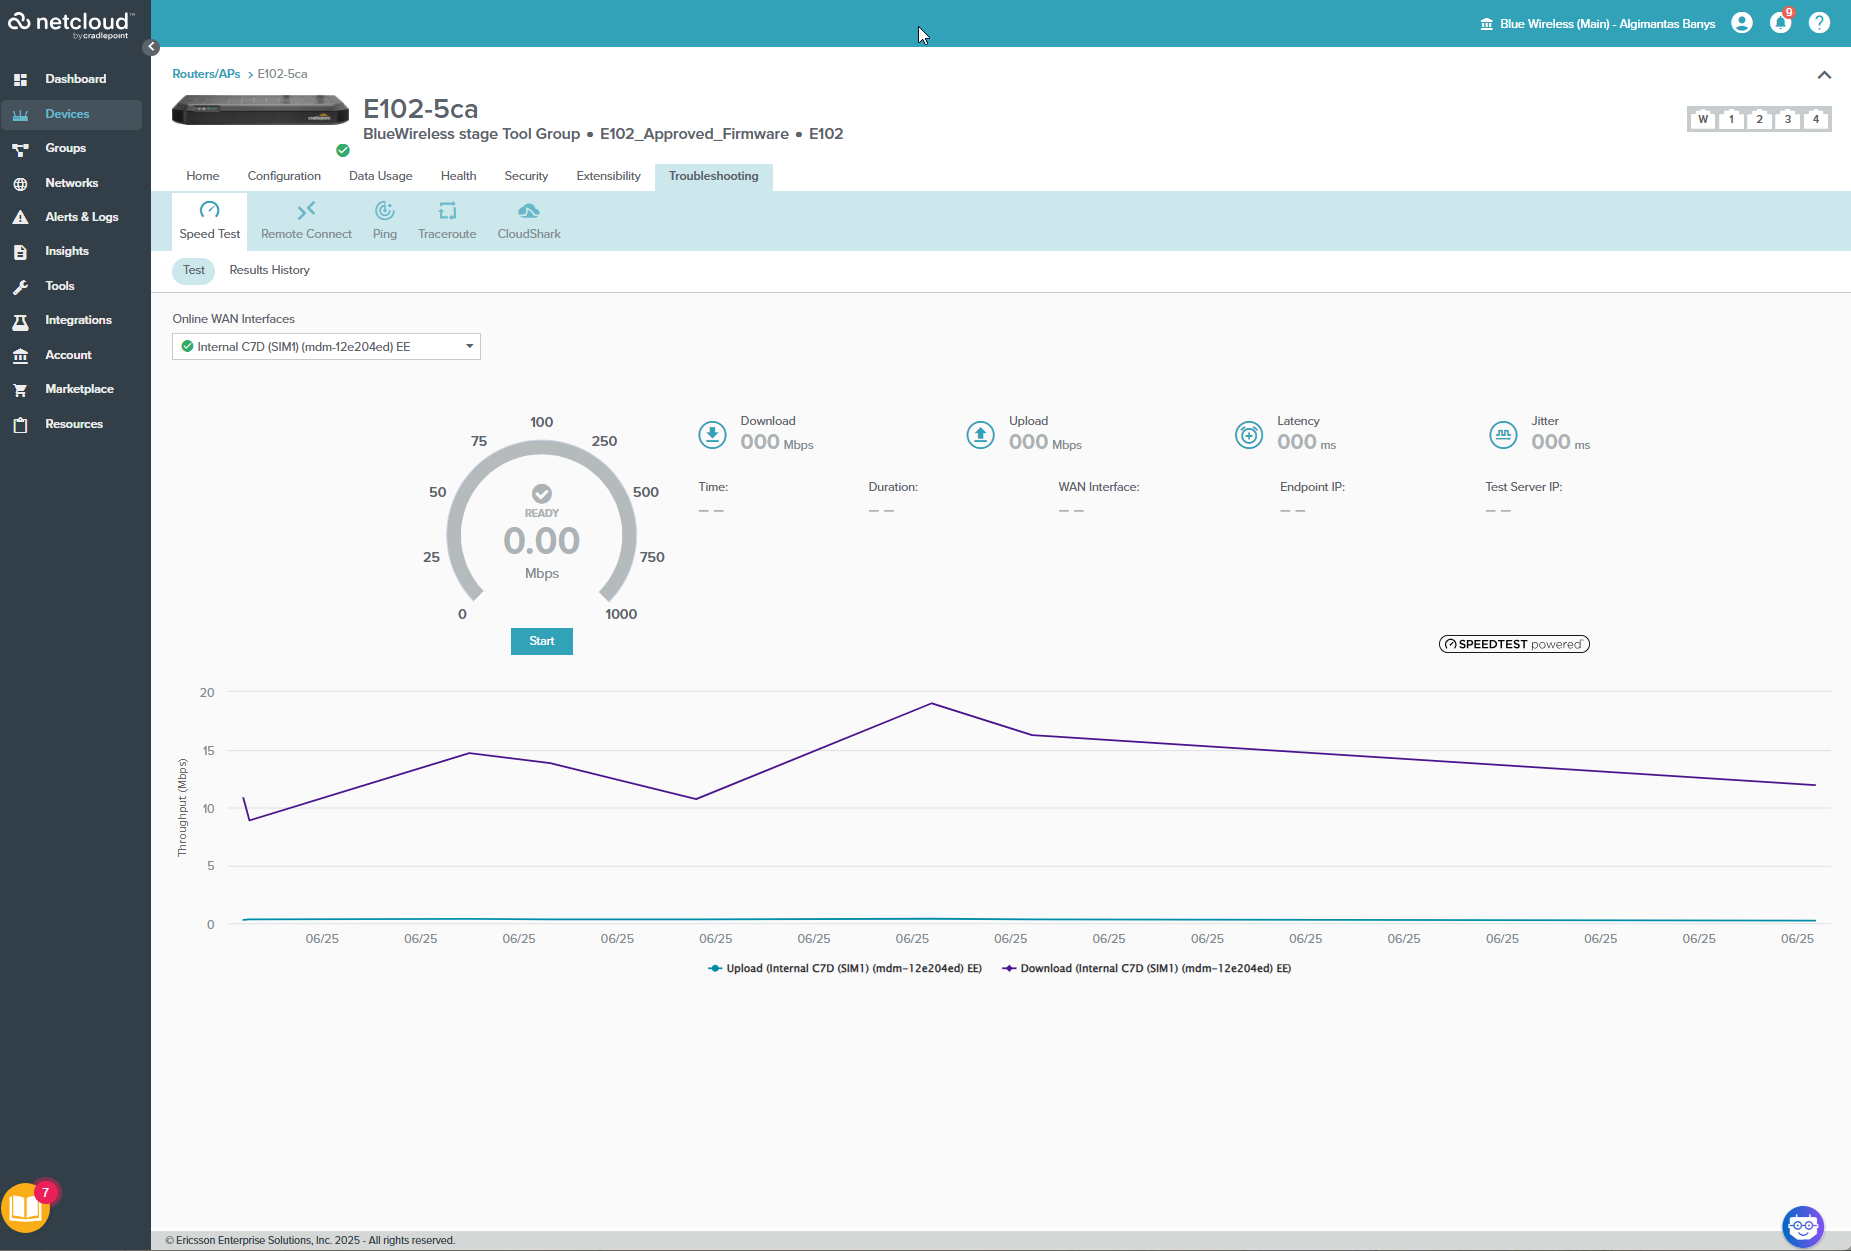 netcloud™
by cradlepoint
Blue Wireless (Main) - Algimantas Banys
9
?
Dashboard
Devices
Groups
Networks
Alerts & Logs
Insights
Tools
Integrations
Account
Marketplace
Resources
7
Routers/APs > E102-5ca
E102-5ca
BlueWireless stage Tool Group • E102_Approved_Firmware • E102
W 1 2 3 4
Home Configuration Data Usage Health Security Extensibility Troubleshooting
Speed Test Remote Connect Ping Traceroute CloudShark
Test Results History
Online WAN Interfaces
Internal C7D (SIM1) (mdm-12e204ed) EE
100
75 250
50 500
25 750
0 1000
READY
0.00
Mbps
Start
Download
000 Mbps
Upload
000 Mbps
Latency
000 ms
Jitter
000 ms
Time: Duration: WAN Interface: Endpoint IP: Test Server IP:
– – – – – – – – – –
SPEEDTEST powered
Throughput (Mbps)
20
15
10
5
0
06/25 06/25 06/25 06/25 06/25 06/25 06/25 06/25 06/25 06/25 06/25 06/25 06/25 06/25 06/25 06/25
Upload (Internal C7D (SIM1) (mdm-12e204ed) EE) Download (Internal C7D (SIM1) (mdm-12e204ed) EE)
© Ericsson Enterprise Solutions, Inc. 2025 - All rights reserved.